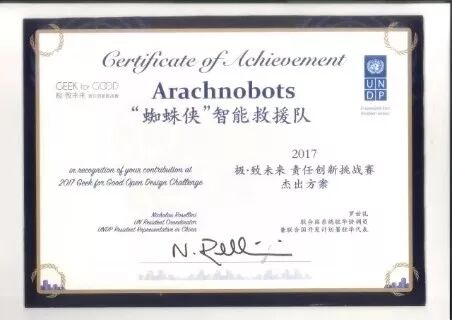 Certificate of Achievement
GEEK for GOOD
极·致未来
U N
D P
Arachnobots
“蜘蛛侠”智能救援队
in recognition of your contribution at
2017 Geek for Good Open Design Challenge
2017
极·致未来 责任创新挑战赛
杰出方案
Nicholas Rosellini
UN Resident Coordinator
UNDP Resident Representative in China
罗世礼
联合国系统驻华协调员
兼联合国开发计划署驻华代表